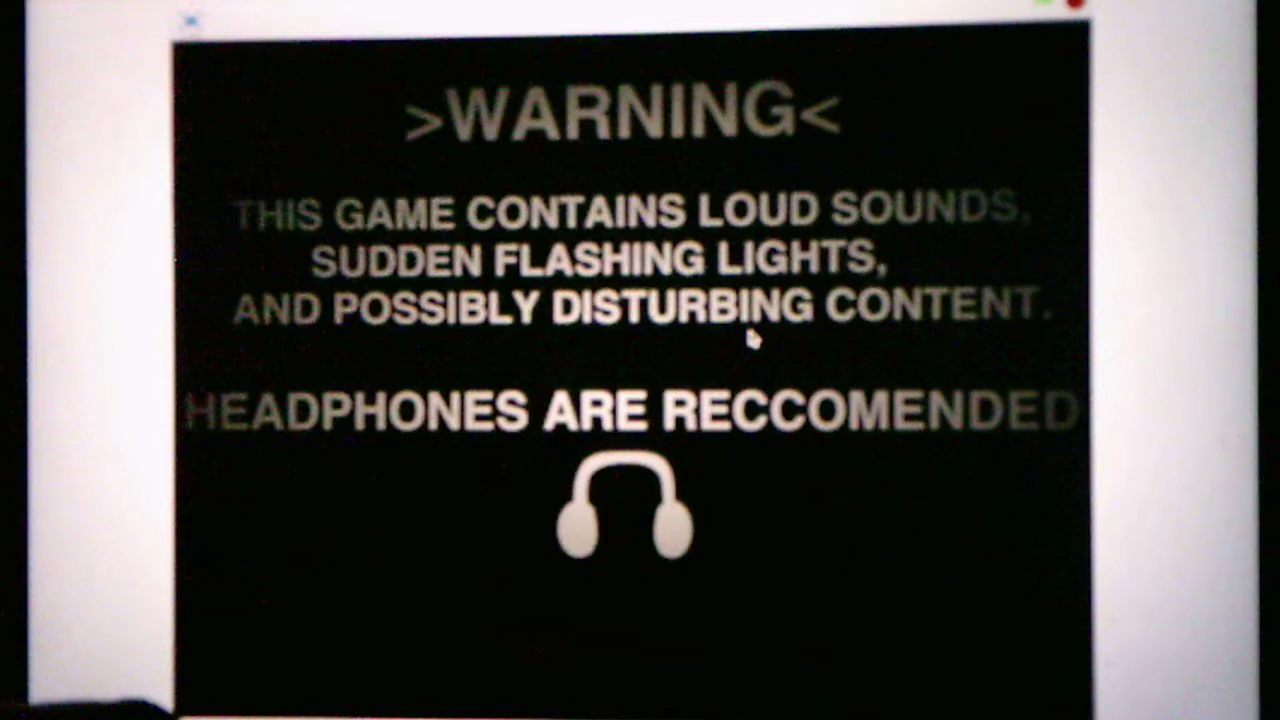 >WARNING<
THIS GAME CONTAINS LOUD SOUNDS,
SUDDEN FLASHING LIGHTS,
AND POSSIBLY DISTURBING CONTENT.
HEADPHONES ARE RECCOMENDED